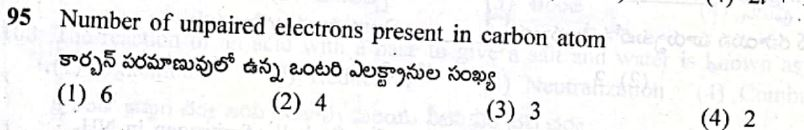 95 Number of unpaired electrons present in carbon atom
కార్బన్ పరమాణువులో ఉన్న ఒంటరి ఎలక్ట్రానుల సంఖ్య
(1) 6 (2) 4 (3) 3 (4) 2